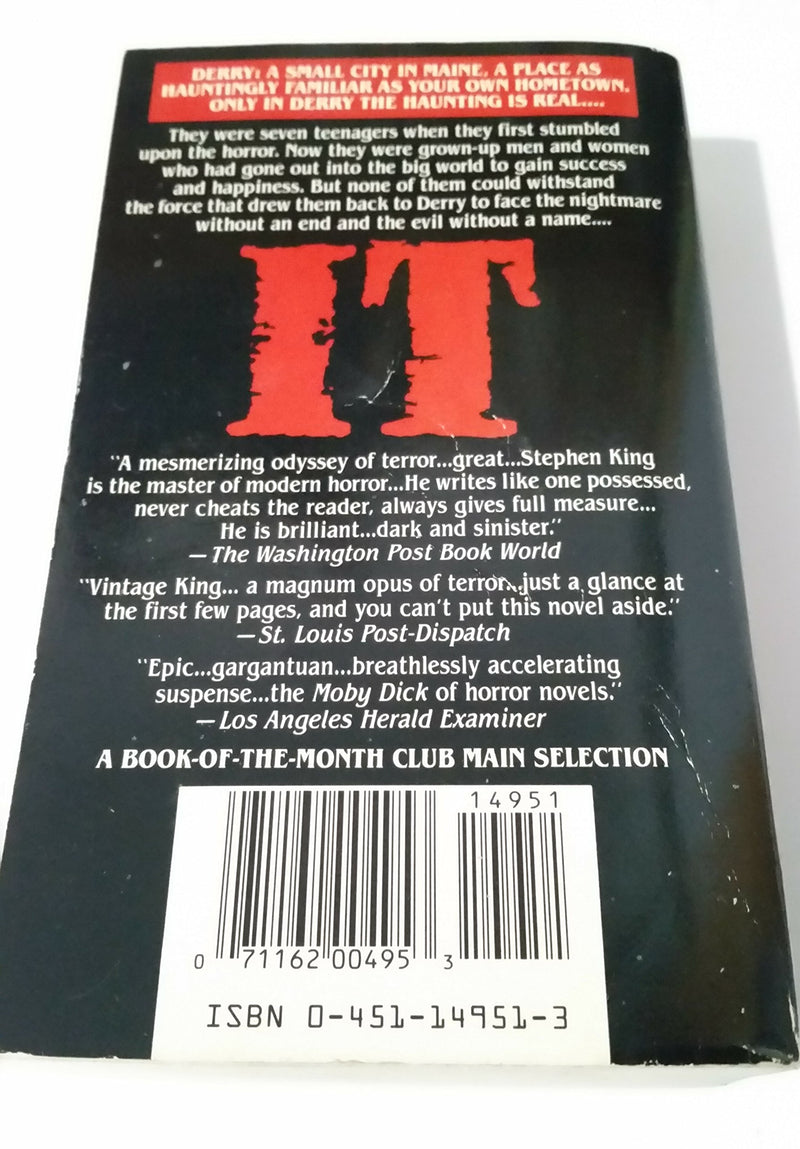 DERRY: A SMALL CITY IN MAINE, A PLACE AS
HAUNTINGLY FAMILIAR AS YOUR OWN HOMETOWN.
ONLY IN DERRY THE HAUNTING IS REAL....
They were seven teenagers when they first stumbled
upon the horror. Now they were grown-up men and women
who had gone out into the big world to gain success
and happiness. But none of them could withstand
the force that drew them back to Derry to face the nightmare
without an end and the evil without a name....
IT
"A mesmerizing odyssey of terror...great...Stephen King
is the master of modern horror...He writes like one possessed,
never cheats the reader, always gives full measure...
He is brilliant...dark and sinister."
—The Washington Post Book World
"Vintage King... a magnum opus of terror...just a glance at
the first few pages, and you can't put this novel aside."
—St. Louis Post-Dispatch
"Epic...gargantuan...breathlessly accelerating
suspense...the Moby Dick of horror novels."
—Los Angeles Herald Examiner
A BOOK-OF-THE-MONTH CLUB MAIN SELECTION
14951
0 71162 00495 3
ISBN 0-451-14951-3